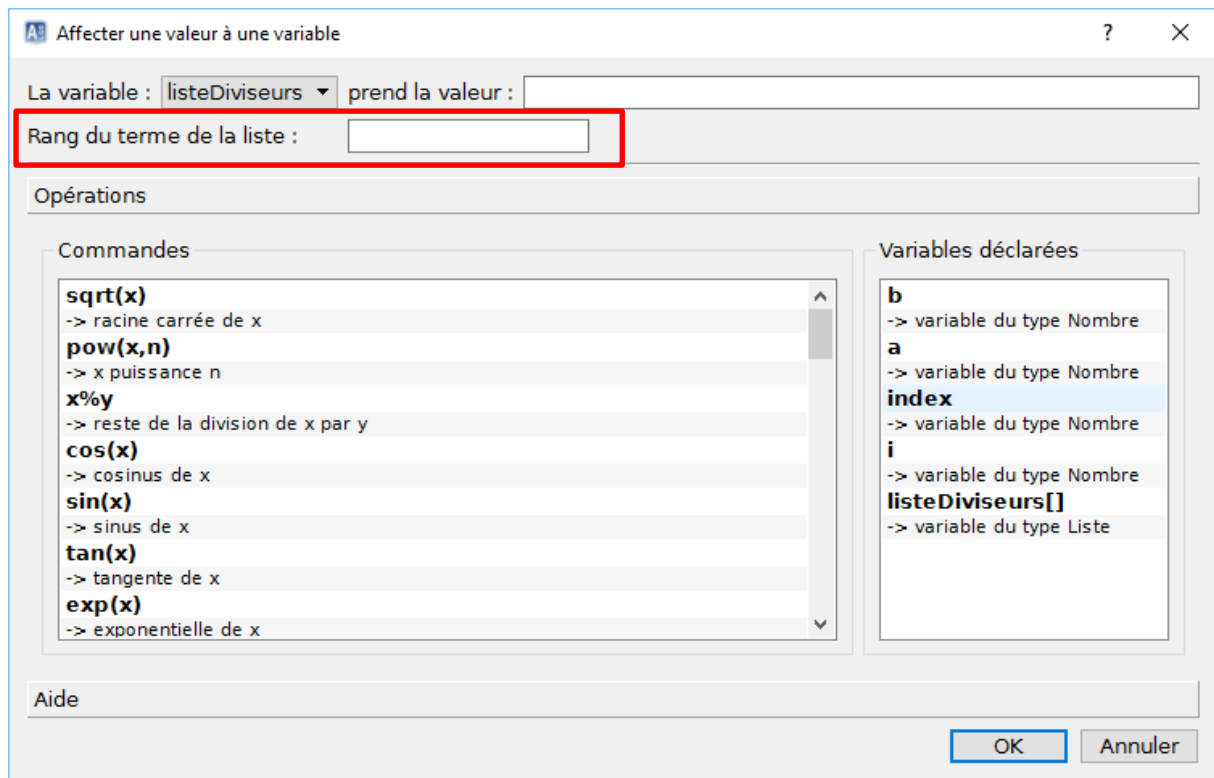 Affecter une valeur à une variable
?
La variable : listeDiviseurs prend la valeur :
Rang du terme de la liste :
Opérations
Commandes
sqrt(x)
-> racine carrée de x
pow(x,n)
-> x puissance n
x%y
-> reste de la division de x par y
cos(x)
-> cosinus de x
sin(x)
-> sinus de x
tan(x)
-> tangente de x
exp(x)
-> exponentielle de x
Variables déclarées
b
-> variable du type Nombre
a
-> variable du type Nombre
index
-> variable du type Nombre
i
-> variable du type Nombre
listeDiviseurs[]
-> variable du type Liste
Aide
OK Annuler